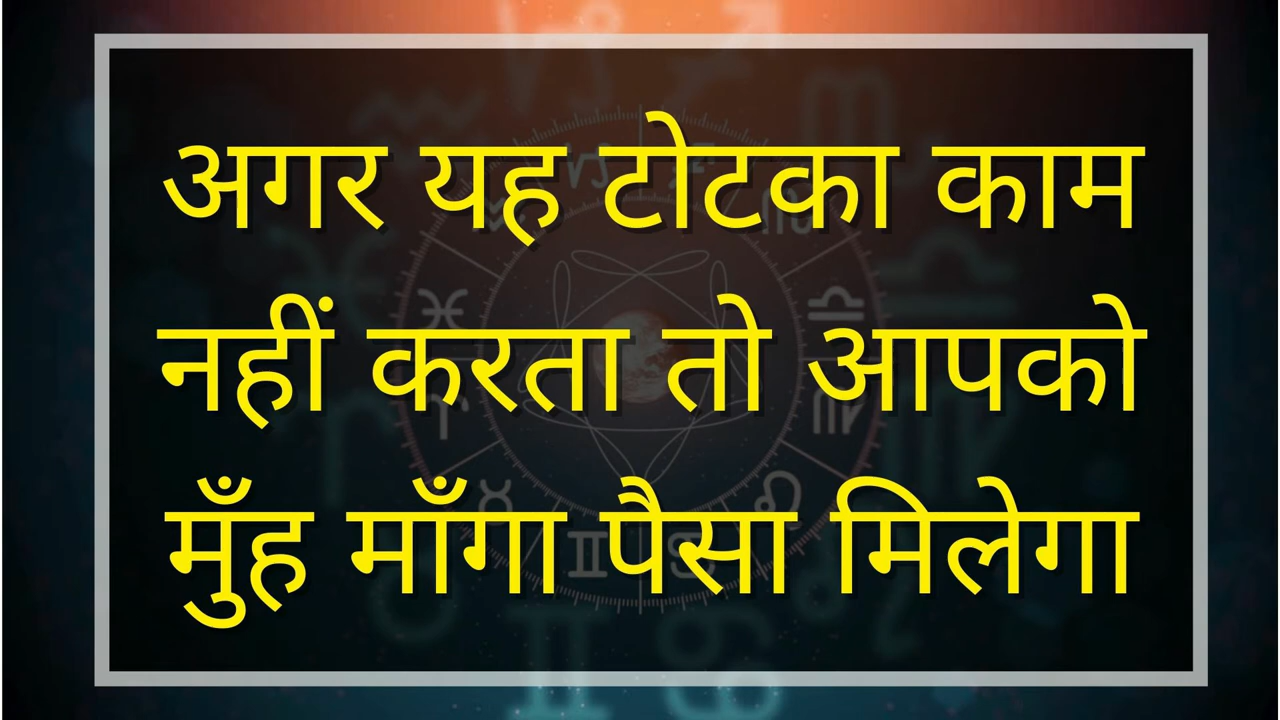 अगर यह टोटका काम
नहीं करता तो आपको
मुँह माँगा पैसा मिलेगा